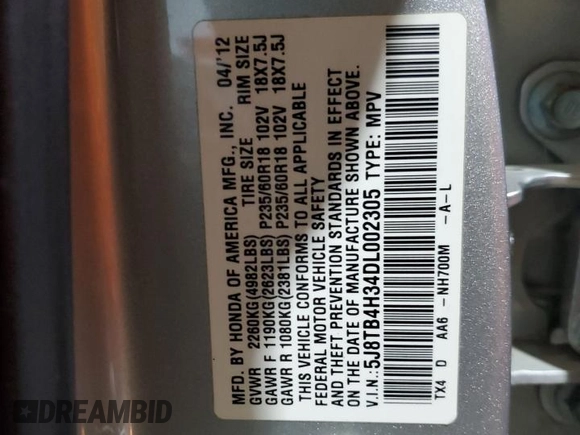 MFD. BY HONDA OF AMERICA MFG., INC. 04/'12
GVWR 2260KG(4982LBS) TIRE SIZE RIM SIZE
GAWR F 1190KG(2623LBS) P235/60R18 102V 18X7.5J
GAWR R 1080KG(2381LBS) P235/60R18 102V 18X7.5J
THIS VEHICLE CONFORMS TO ALL APPLICABLE
FEDERAL MOTOR VEHICLE SAFETY
AND THEFT PREVENTION STANDARDS IN EFFECT
ON THE DATE OF MANUFACTURE SHOWN ABOVE.
V.I.N.: 5J8TB4H34DL002305 TYPE: MPV
TX4 D AA6 -NH700M -A-L
DREAMBID